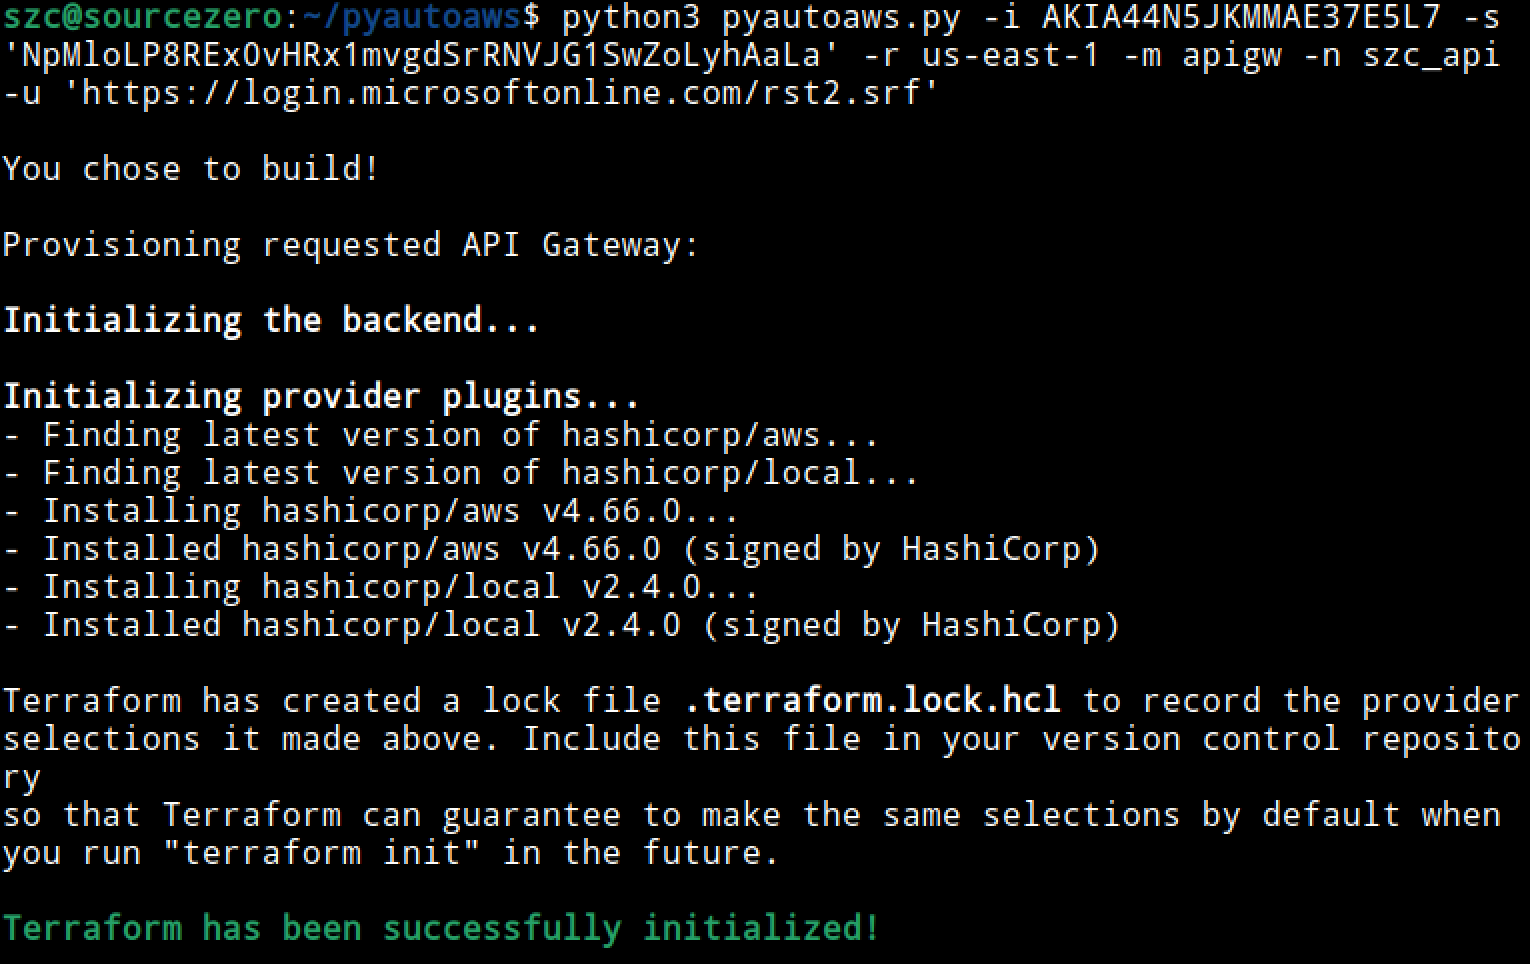 szc@sourcezero:~/pyautoaws$ python3 pyautoaws.py -i AKIA44N5JKMMAE37E5L7 -s
'NpMloLP8REx0vHRx1mvgdSrRNVJG1SwZoLyhAaLa' -r us-east-1 -m apigw -n szc_api
-u 'https://login.microsoftonline.com/rst2.srf'
You chose to build!
Provisioning requested API Gateway:
Initializing the backend...
Initializing provider plugins...
- Finding latest version of hashicorp/aws...
- Finding latest version of hashicorp/local...
- Installing hashicorp/aws v4.66.0...
- Installed hashicorp/aws v4.66.0 (signed by HashiCorp)
- Installing hashicorp/local v2.4.0...
- Installed hashicorp/local v2.4.0 (signed by HashiCorp)
Terraform has created a lock file .terraform.lock.hcl to record the provider
selections it made above. Include this file in your version control reposito
ry
so that Terraform can guarantee to make the same selections by default when
you run "terraform init" in the future.
Terraform has been successfully initialized!